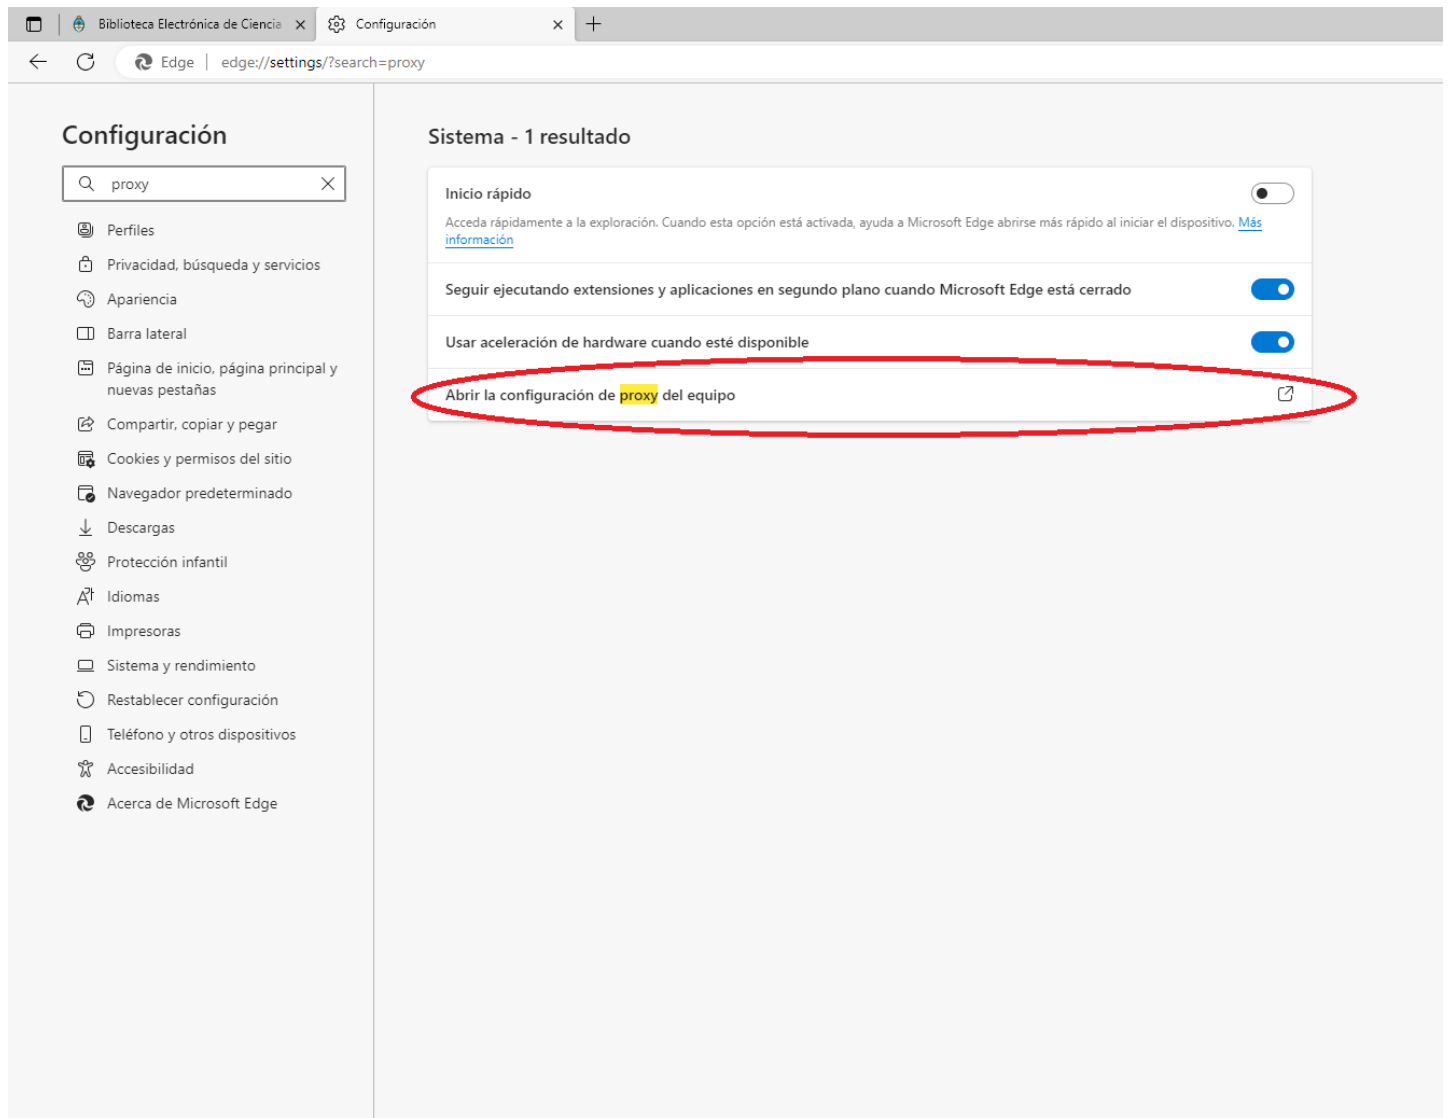 Biblioteca Electrónica de Ciencia
Configuración
Edge
edge://settings/?search=proxy
Configuración
proxy
Perfiles
Privacidad, búsqueda y servicios
Apariencia
Barra lateral
Página de inicio, página principal y
nuevas pestañas
Compartir, copiar y pegar
Cookies y permisos del sitio
Navegador predeterminado
Descargas
Protección infantil
Idiomas
Impresoras
Sistema y rendimiento
Restablecer configuración
Teléfono y otros dispositivos
Accesibilidad
Acerca de Microsoft Edge
Sistema - 1 resultado
Inicio rápido
Acceda rápidamente a la exploración. Cuando esta opción está activada, ayuda a Microsoft Edge abrirse más rápido al iniciar el dispositivo. Más
información
Seguir ejecutando extensiones y aplicaciones en segundo plano cuando Microsoft Edge está cerrado
Usar aceleración de hardware cuando esté disponible
Abrir la configuración de proxy del equipo